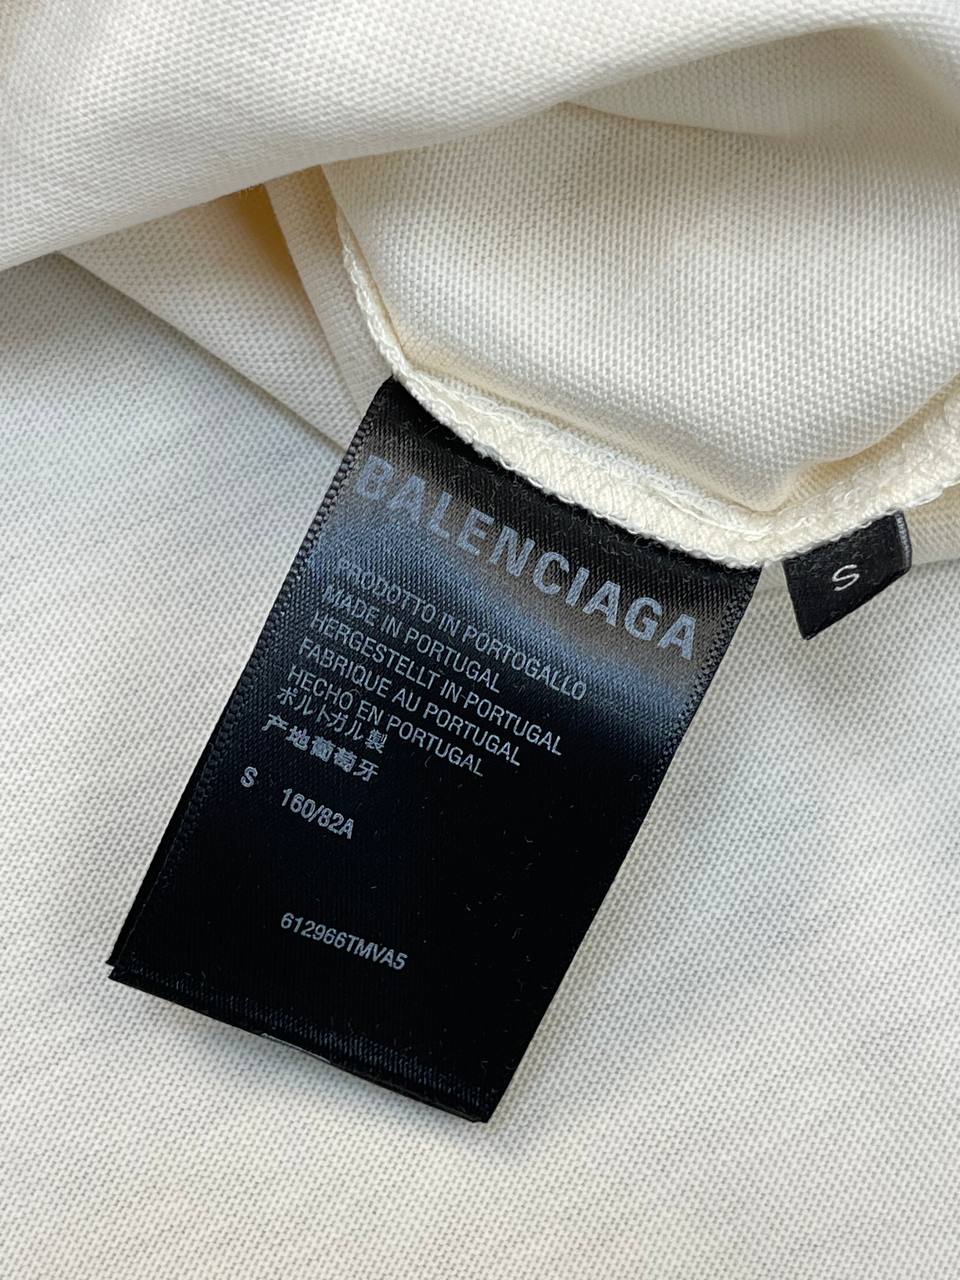 BALENCIAGA
PRODOTTO IN PORTOGALLO
MADE IN PORTUGAL
HERGESTELLT IN PORTUGAL
FABRIQUE AU PORTUGAL
HECHO EN PORTUGAL
ポルトガル製
产地葡萄牙
S 160/82A
612966TMVA5
S